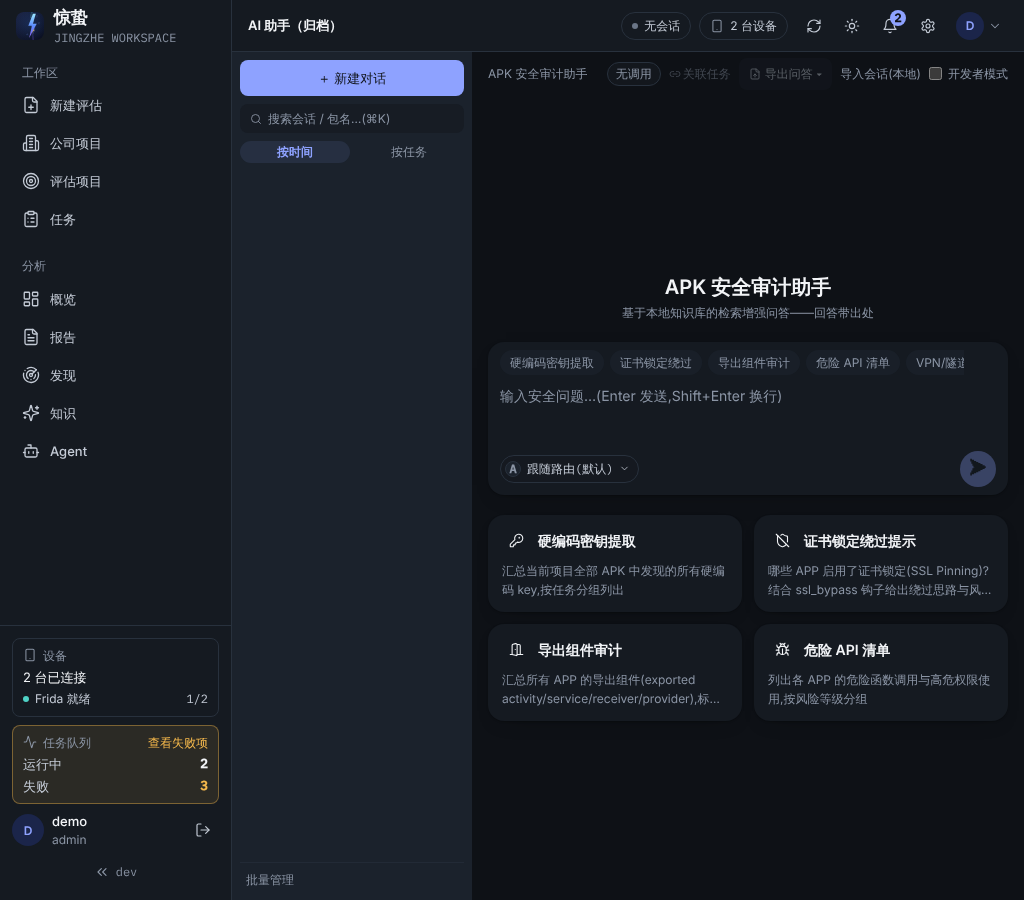 惊蛰
JINGZHE WORKSPACE
工作区
新建评估
公司项目
评估项目
任务
分析
概览
报告
发现
知识
Agent
设备
2 台已连接
Frida 就绪 1/2
任务队列 查看失败项
运行中 2
失败 3
D demo
admin
dev
AI 助手（归档）
无会话
2 台设备
2
D
+ 新建对话
搜索会话 / 包名...(⌘K)
按时间 按任务
批量管理
APK 安全审计助手 无调用 关联任务 导出问答 导入会话(本地) 开发者模式
APK 安全审计助手
基于本地知识库的检索增强问答——回答带出处
硬编码密钥提取 证书锁定绕过 导出组件审计 危险 API 清单 VPN/隧道
输入安全问题...(Enter 发送,Shift+Enter 换行)
A 跟随路由(默认)
硬编码密钥提取
汇总当前项目全部 APK 中发现的所有硬编
码 key,按任务分组列出
证书锁定绕过提示
哪些 APP 启用了证书锁定(SSL Pinning)?
结合 ssl_bypass 钩子给出绕过思路与风...
导出组件审计
汇总所有 APP 的导出组件(exported
activity/service/receiver/provider),标...
危险 API 清单
列出各 APP 的危险函数调用与高危权限使
用,按风险等级分组